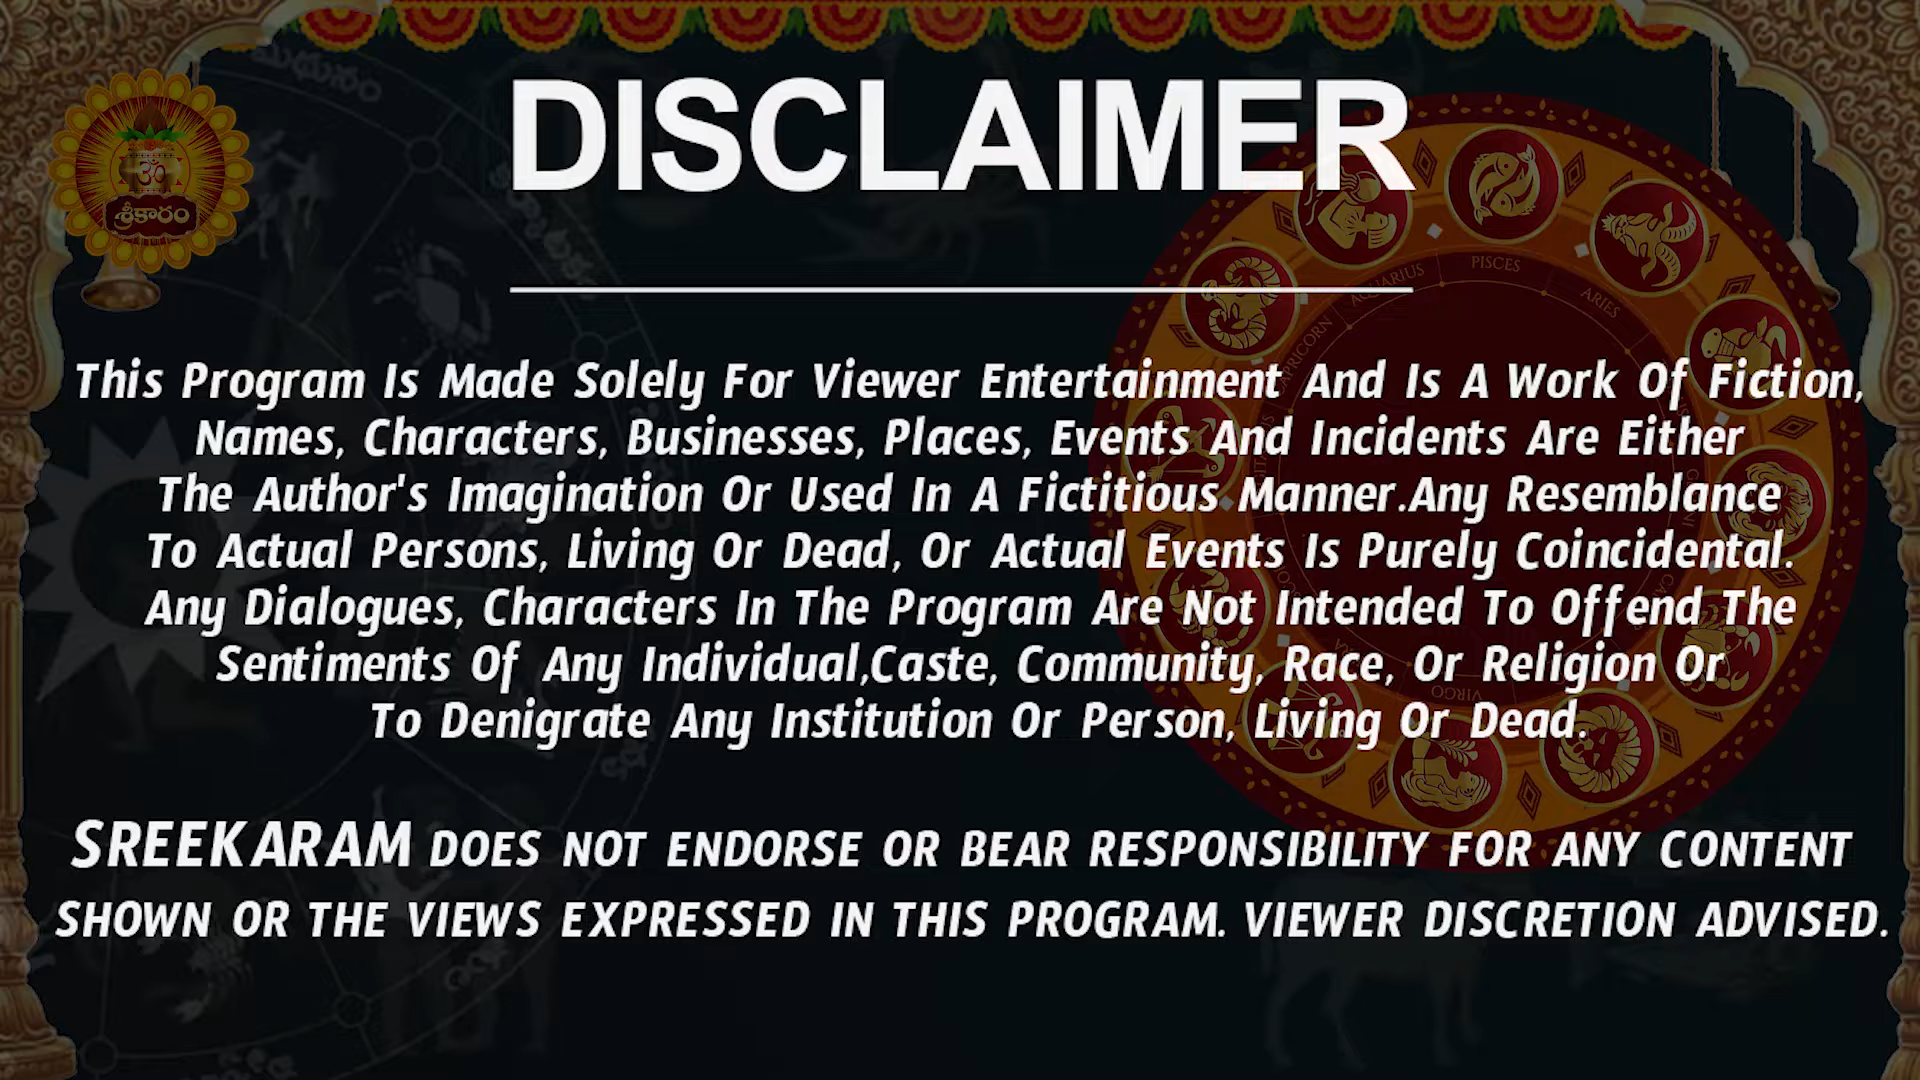 DISCLAIMER
శ్రీకారం
This Program Is Made Solely For Viewer Entertainment And Is A Work Of Fiction,
Names, Characters, Businesses, Places, Events And Incidents Are Either
The Author's Imagination Or Used In A Fictitious Manner.Any Resemblance
To Actual Persons, Living Or Dead, Or Actual Events Is Purely Coincidental.
Any Dialogues, Characters In The Program Are Not Intended To Offend The
Sentiments Of Any Individual,Caste, Community, Race, Or Religion Or
To Denigrate Any Institution Or Person, Living Or Dead.
SREEKARAM DOES NOT ENDORSE OR BEAR RESPONSIBILITY FOR ANY CONTENT
SHOWN OR THE VIEWS EXPRESSED IN THIS PROGRAM. VIEWER DISCRETION ADVISED.
AQUARIUS
PISCES
ARIES
CAPRICORN
VIRGO